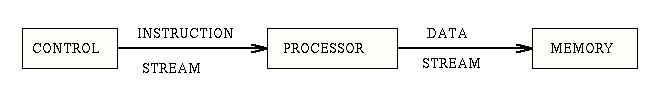 CONTROL
INSTRUCTION
STREAM
PROCESSOR
DATA
STREAM
MEMORY